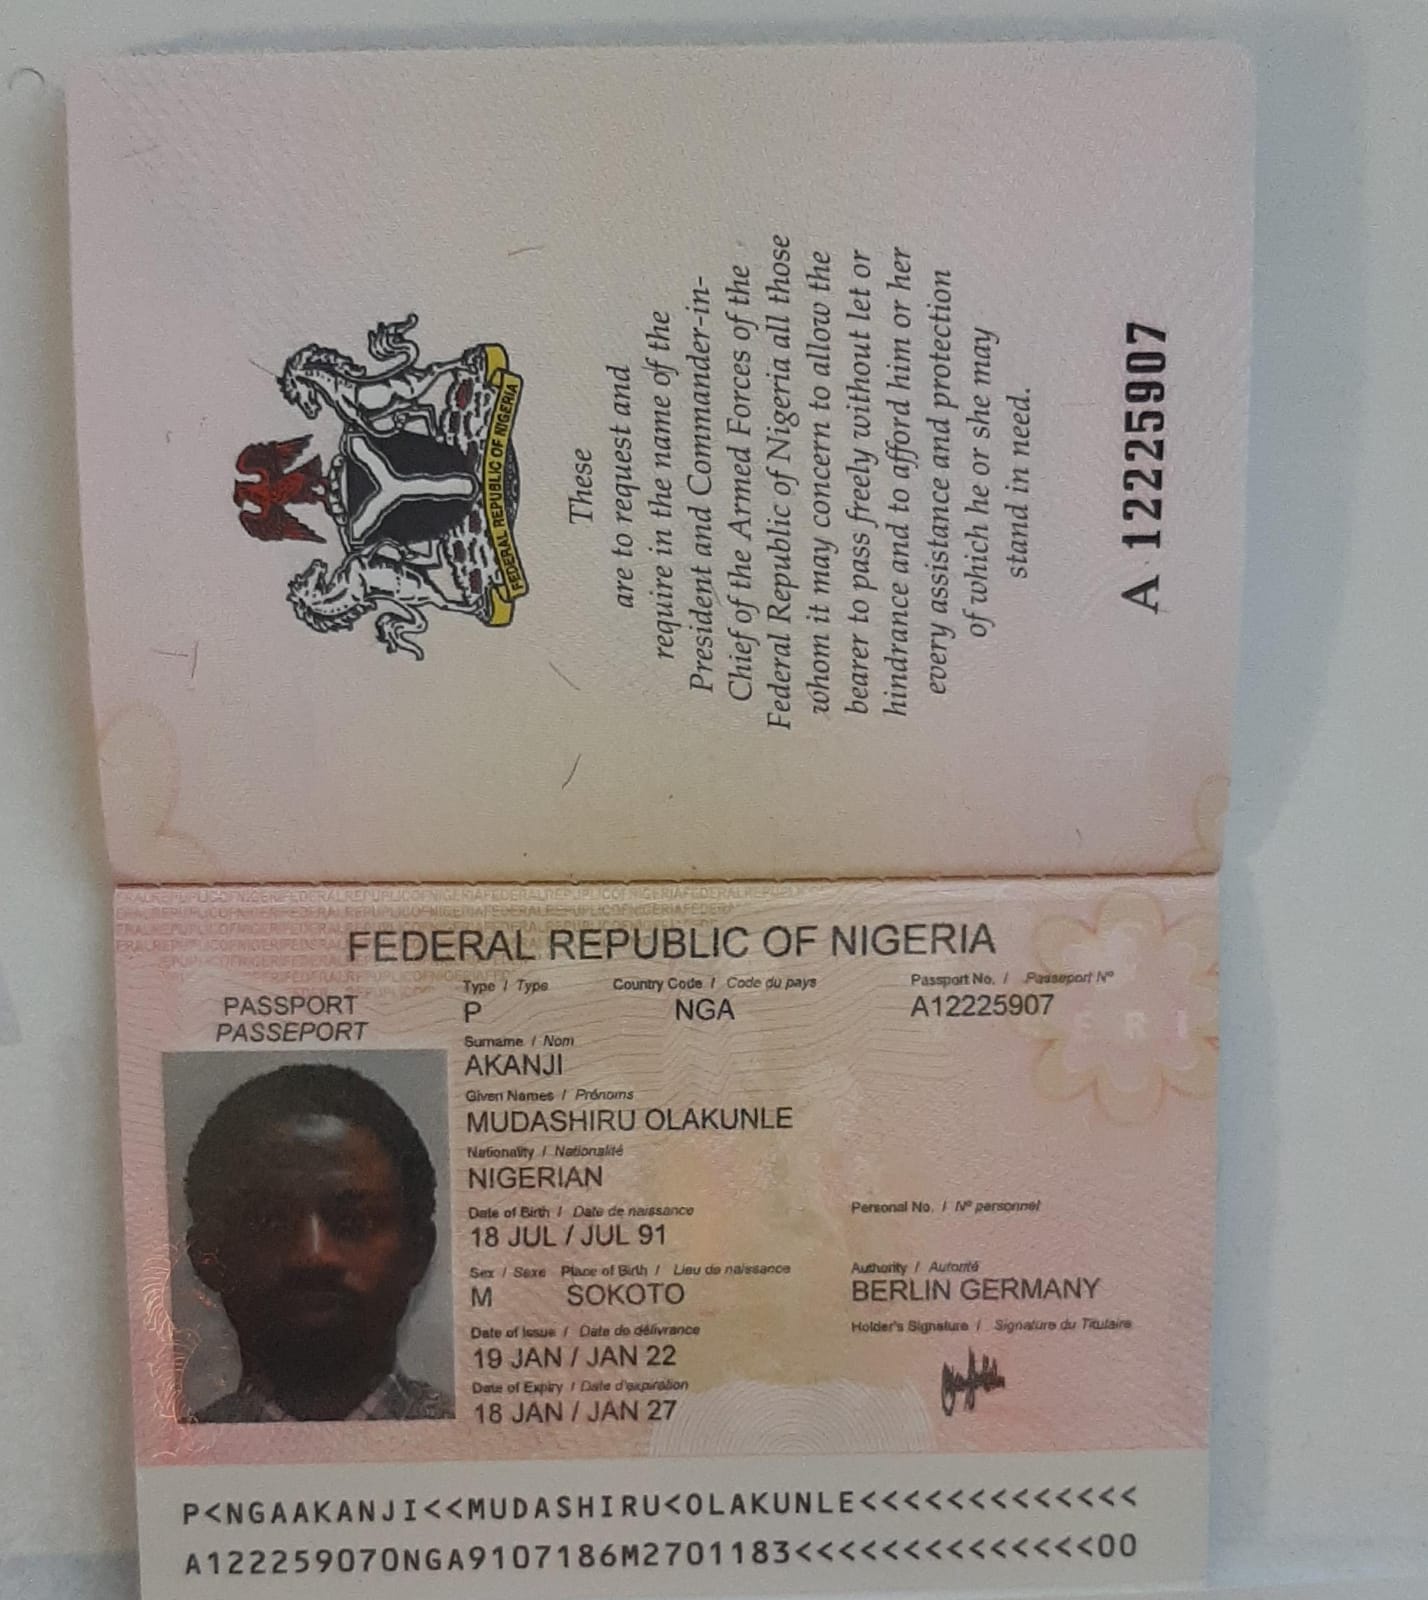 FEDERAL REPUBLIC OF NIGERIA
These
are to request and
require in the name of the
President and Commander-in-
Chief of the Armed Forces of the
Federal Republic of Nigeria all those
whom it may concern to allow the
bearer to pass freely without let or
hindrance and to afford him or her
every assistance and protection
of which he or she may
stand in need.
A 12225907
FEDERAL REPUBLIC OF NIGERIA
PASSPORT
PASSEPORT
Type / Type Country Code / Code du pays Passport No. / Passeport Nº
P NGA A12225907
Surname / Nom
AKANJI
Given Names / Prénoms
MUDASHIRU OLAKUNLE
Nationality / Nationalité
NIGERIAN
Date of Birth / Date de naissance Personal No. / Nº personnel
18 JUL / JUL 91
Sex / Sexe Place of Birth / Lieu de naissance Authority / Autorité
M SOKOTO BERLIN GERMANY
Date of Issue / Date de délivrance Holder's Signature / Signature du Titulaire
19 JAN / JAN 22
Date of Expiry / Date d'expiration
18 JAN / JAN 27
P<NGAAKANJI<<MUDASHIRU<OLAKUNLE<<<<<<<<<<<<<
A122259070NGA9107186M2701183<<<<<<<<<<<<<<00